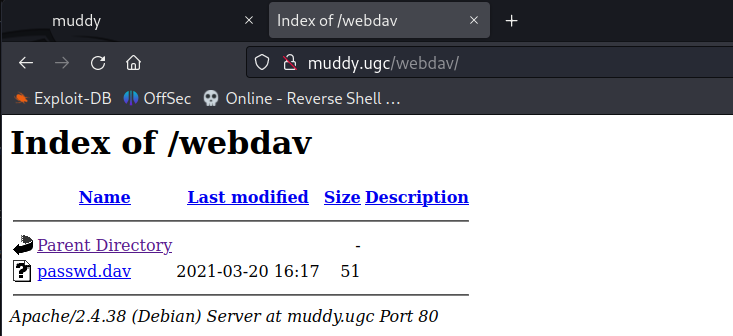 muddy
Index of /webdav/
muddy.ugc/webdav/
Exploit-DB OffSec Online - Reverse Shell ...
Index of /webdav
Name Last modified Size Description
Parent Directory -
passwd.dav 2021-03-20 16:17 51
Apache/2.4.38 (Debian) Server at muddy.ugc Port 80